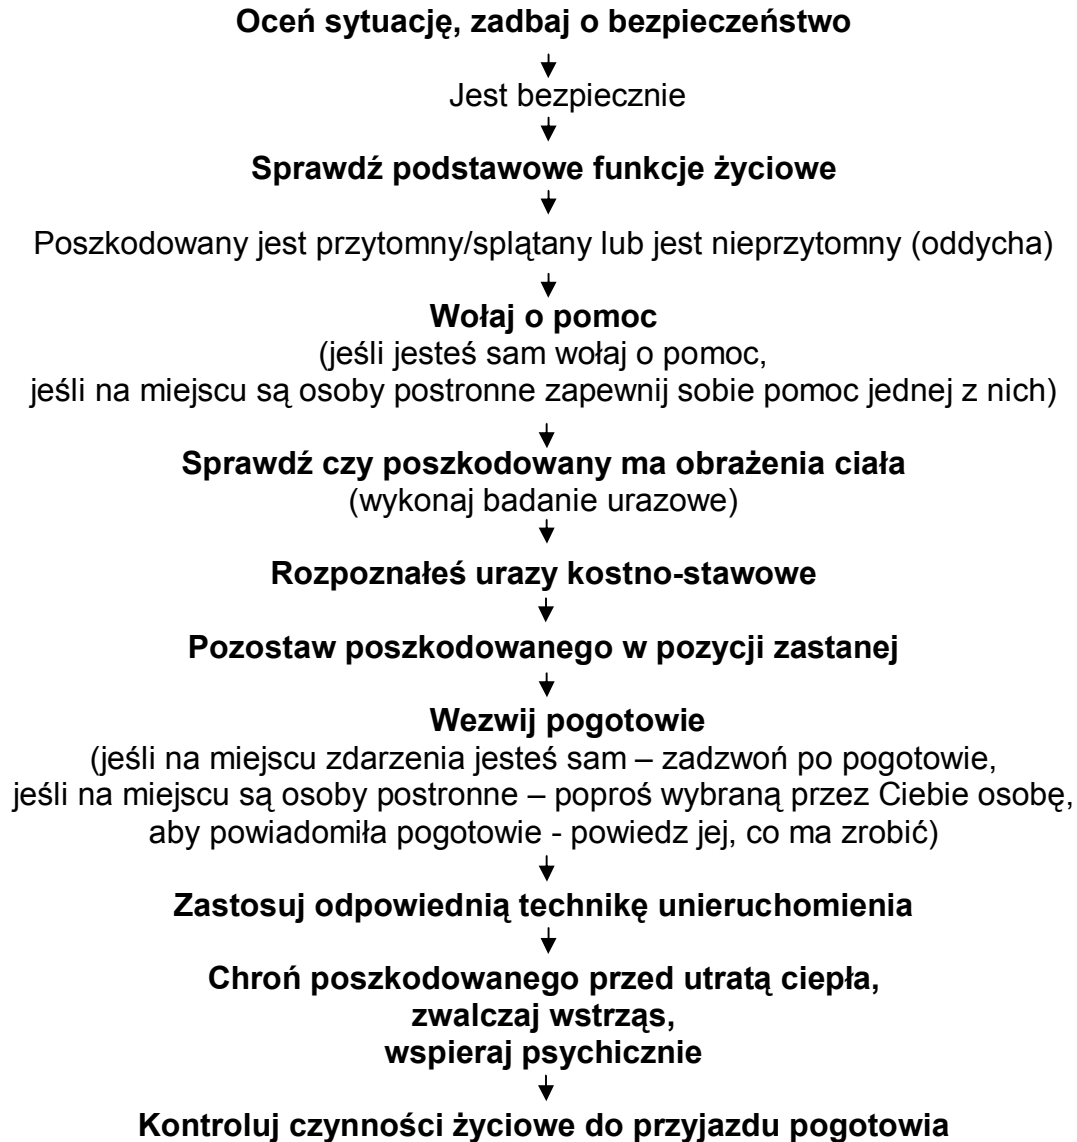 Oceń sytuację, zadbaj o bezpieczeństwo
Jest bezpiecznie
Sprawdź podstawowe funkcje życiowe
Poszkodowany jest przytomny/splątany lub jest nieprzytomny (oddycha)
Wołaj o pomoc
(jeśli jesteś sam wołaj o pomoc,
jeśli na miejscu są osoby postronne zapewnij sobie pomoc jednej z nich)
Sprawdź czy poszkodowany ma obrażenia ciała
(wykonaj badanie urazowe)
Rozpoznałeś urazy kostno-stawowe
Pozostaw poszkodowanego w pozycji zastanej
Wezwij pogotowie
(jeśli na miejscu zdarzenia jesteś sam – zadzwoń po pogotowie,
jeśli na miejscu są osoby postronne – poproś wybraną przez Ciebie osobę,
aby powiadomiła pogotowie - powiedz jej, co ma zrobić)
Zastosuj odpowiednią technikę unieruchomienia
Chroń poszkodowanego przed utratą ciepła,
zwalczaj wstrząs,
wspieraj psychicznie
Kontroluj czynności życiowe do przyjazdu pogotowia